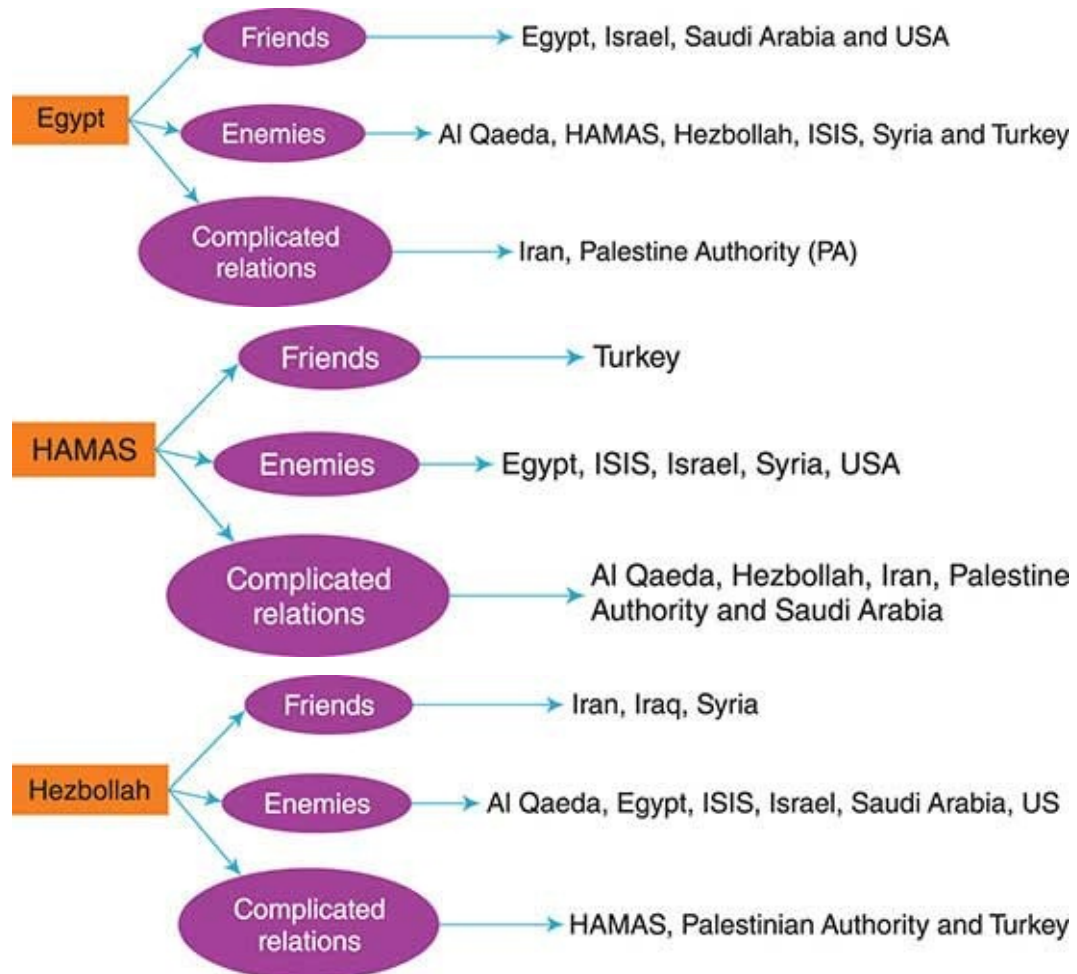 Friends
Egypt, Israel, Saudi Arabia and USA
Egypt
Enemies
Al Qaeda, HAMAS, Hezbollah, ISIS, Syria and Turkey
Complicated
relations
Iran, Palestine Authority (PA)
Friends
Turkey
HAMAS
Enemies
Egypt, ISIS, Israel, Syria, USA
Complicated
relations
Al Qaeda, Hezbollah, Iran, Palestine
Authority and Saudi Arabia
Friends
Iran, Iraq, Syria
Hezbollah
Enemies
Al Qaeda, Egypt, ISIS, Israel, Saudi Arabia, US
Complicated
relations
HAMAS, Palestinian Authority and Turkey